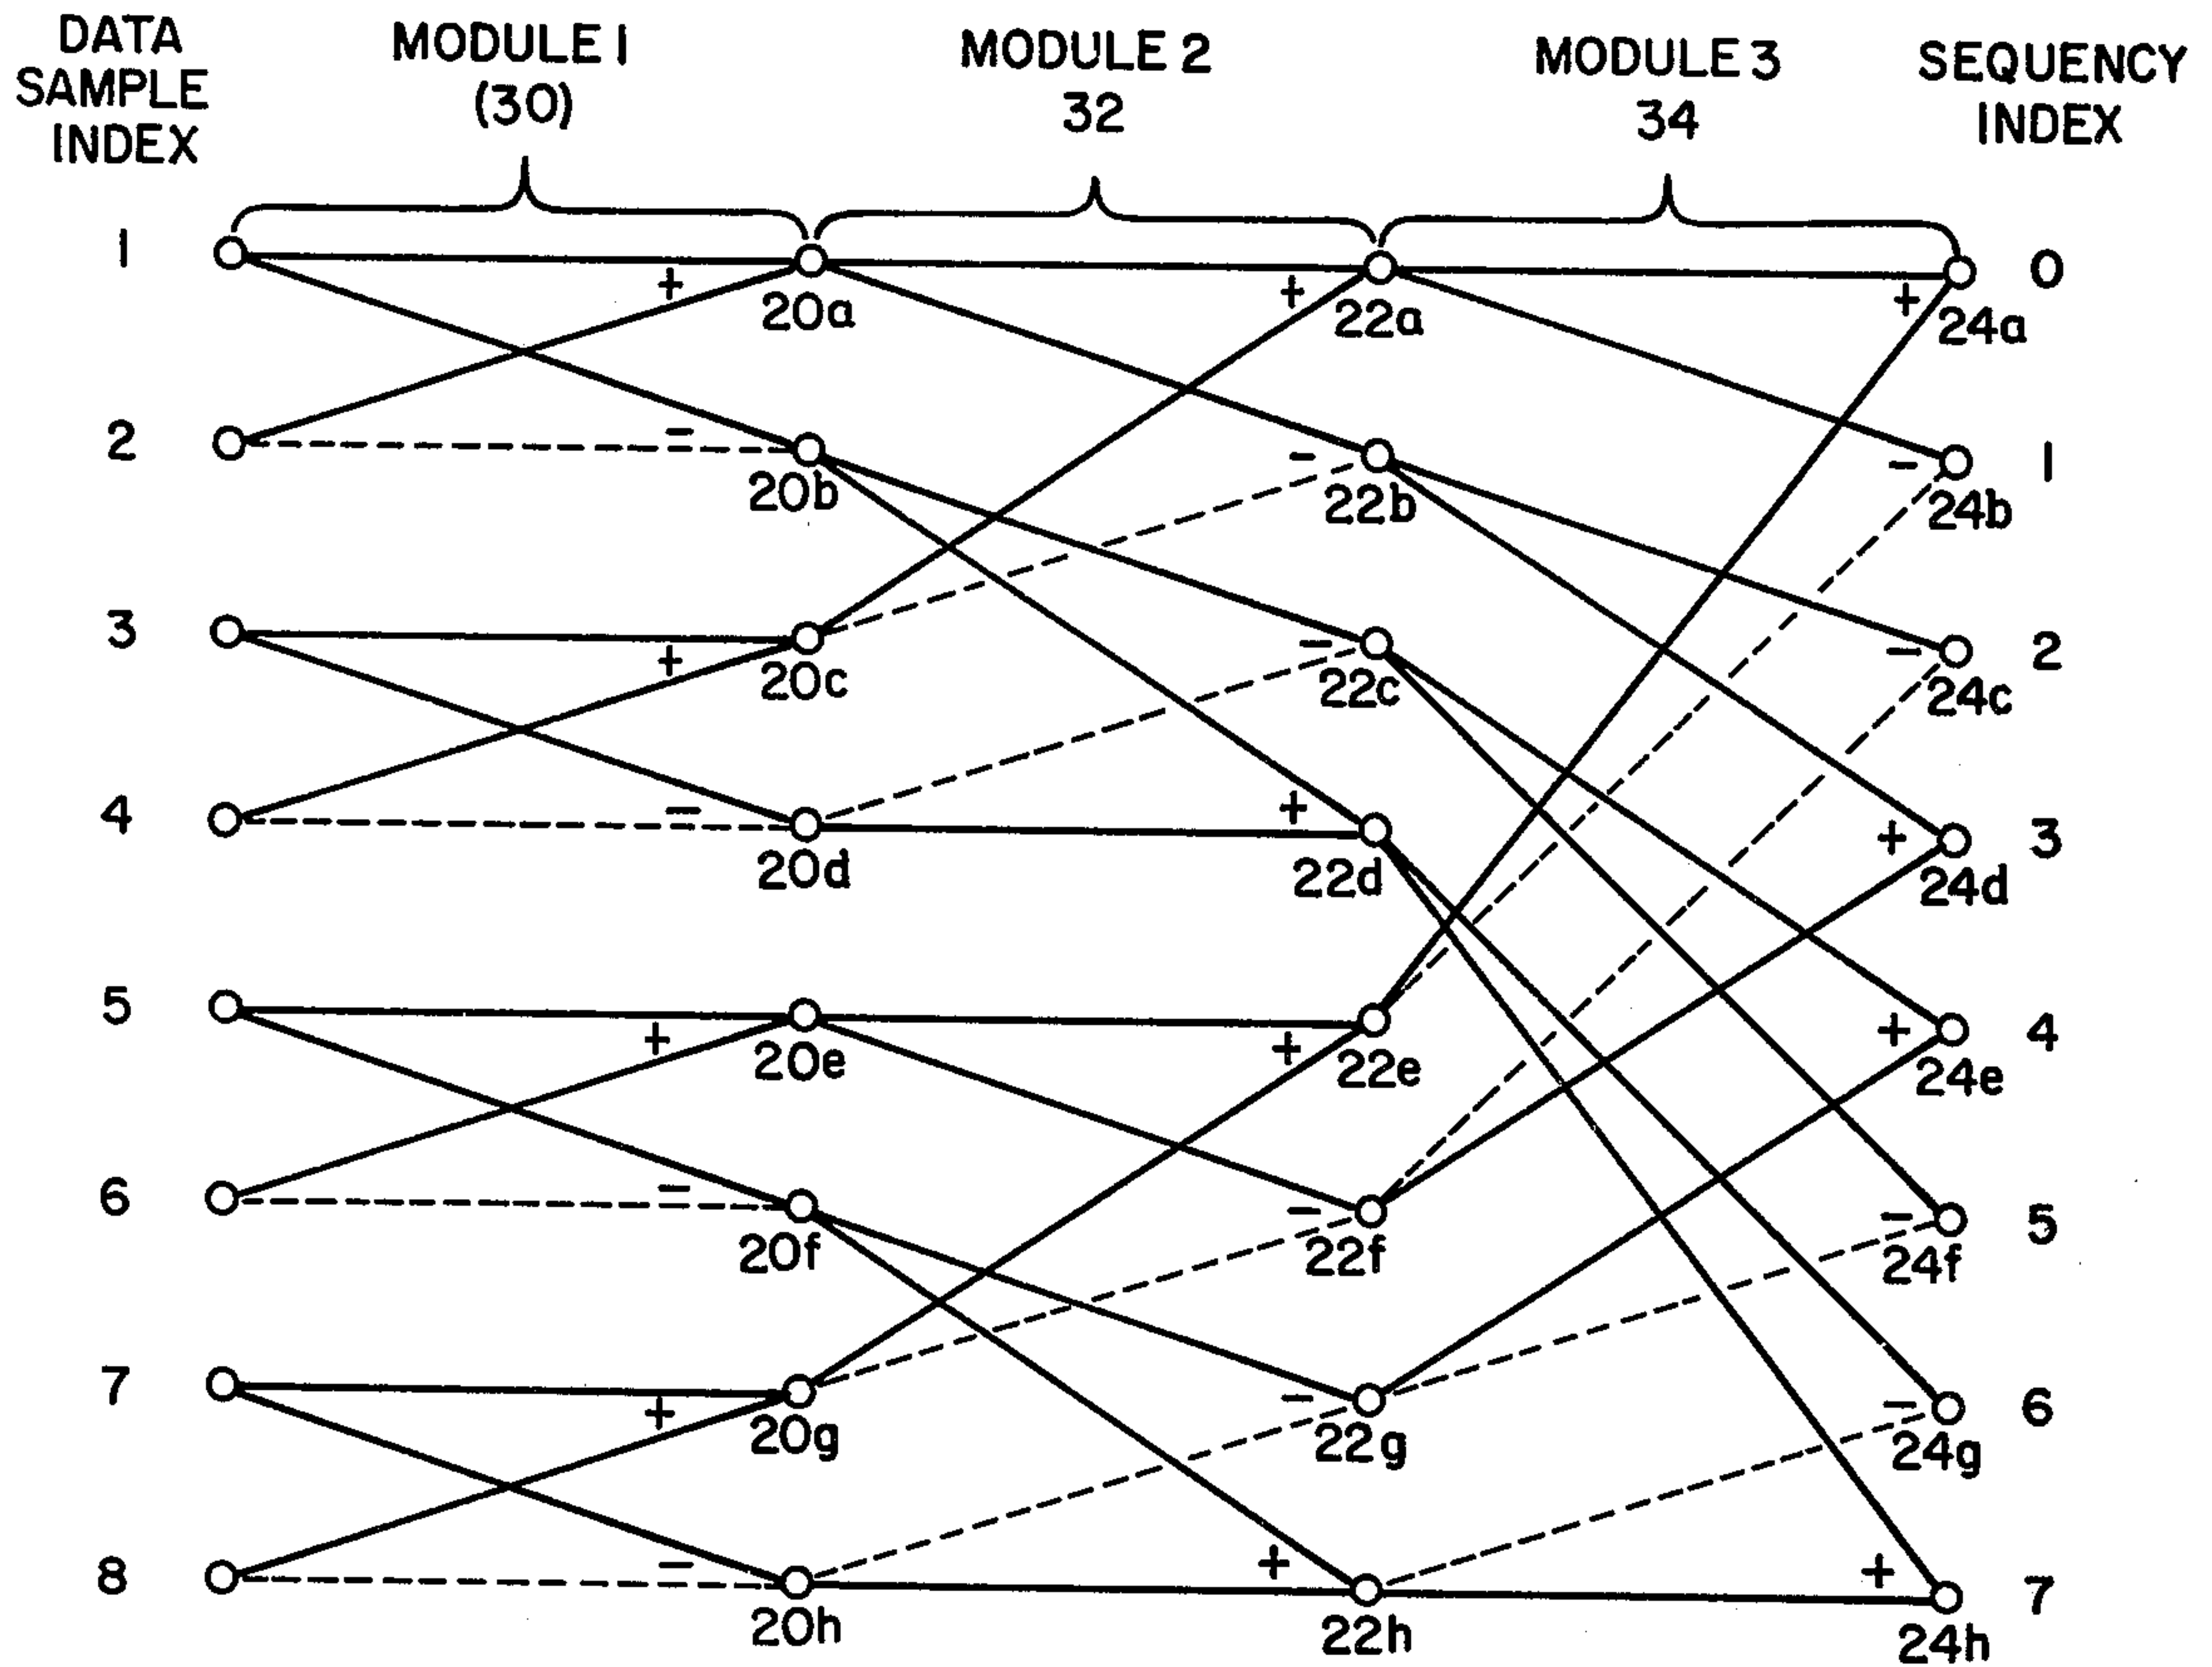 DATA
SAMPLE
INDEX
MODULE 1
(30)
MODULE 2
32
MODULE 3
34
SEQUENCY
INDEX
1
+
20a
+
22a
+
24a
0
2
-
20b
-
22b
-
24b
1
3
+
20c
-
22c
-
24c
2
4
-
20d
+
22d
+
24d
3
5
+
20e
+
22e
+
24e
4
6
-
20f
-
22f
-
24f
5
7
+
20g
-
22g
-
24g
6
8
-
20h
+
22h
+
24h
7